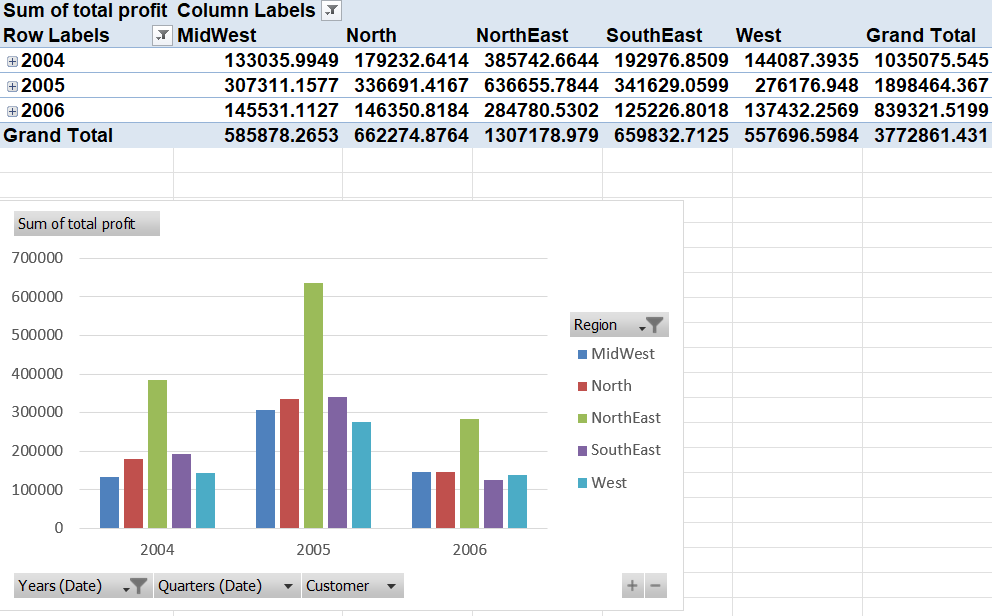 Sum of total profit Column Labels
Row Labels MidWest North NorthEast SouthEast West Grand Total
2004 133035.9949 179232.6414 385742.6644 192976.8509 144087.3935 1035075.545
2005 307311.1577 336691.4167 636655.7844 341629.0599 276176.948 1898464.367
2006 145531.1127 146350.8184 284780.5302 125226.8018 137432.2569 839321.5199
Grand Total 585878.2653 662274.8764 1307178.979 659832.7125 557696.5984 3772861.431
Sum of total profit
700000
600000
500000
400000
300000
200000
100000
0
2004 2005 2006
Region
MidWest
North
NorthEast
SouthEast
West
Years (Date) Quarters (Date) Customer